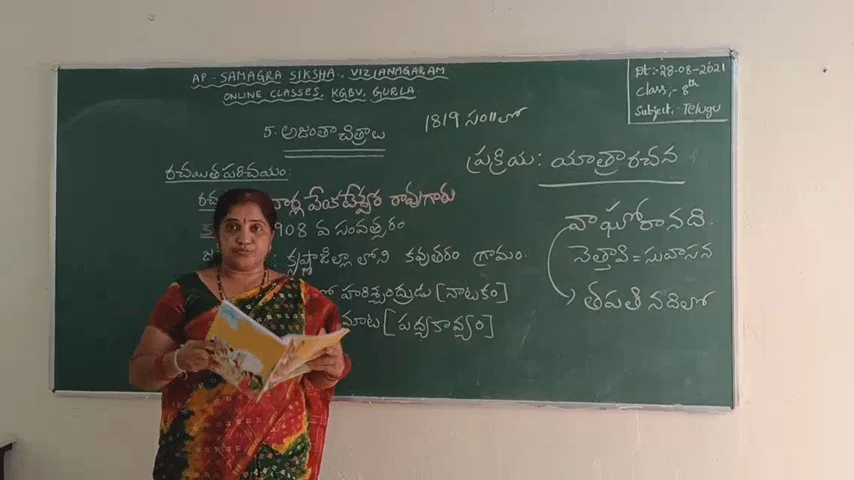 AP - SAMAGRA SIKSHA., VIZIANAGARAM
ONLINE CLASSES, KGBV, GURLA.
Dt:-28-08-2021
Class:- 8th
Subject:- Telugu
5. అజంతా చిత్రాలు
1819 సం॥లో
ప్రక్రియ: యాత్రారచన
రచయిత పరిచయం:
వేంకటేశ్వర రావుగారు
1908 వ సంవత్సరం
కృష్ణాజిల్లా లోని కవుతరం గ్రామం.
హరిశ్చంద్రుడు [నాటకం]
మాట [పద్యకావ్యం]
వాఘోరానది.
నెత్తావి = సువాసన
తపతి నదిలో